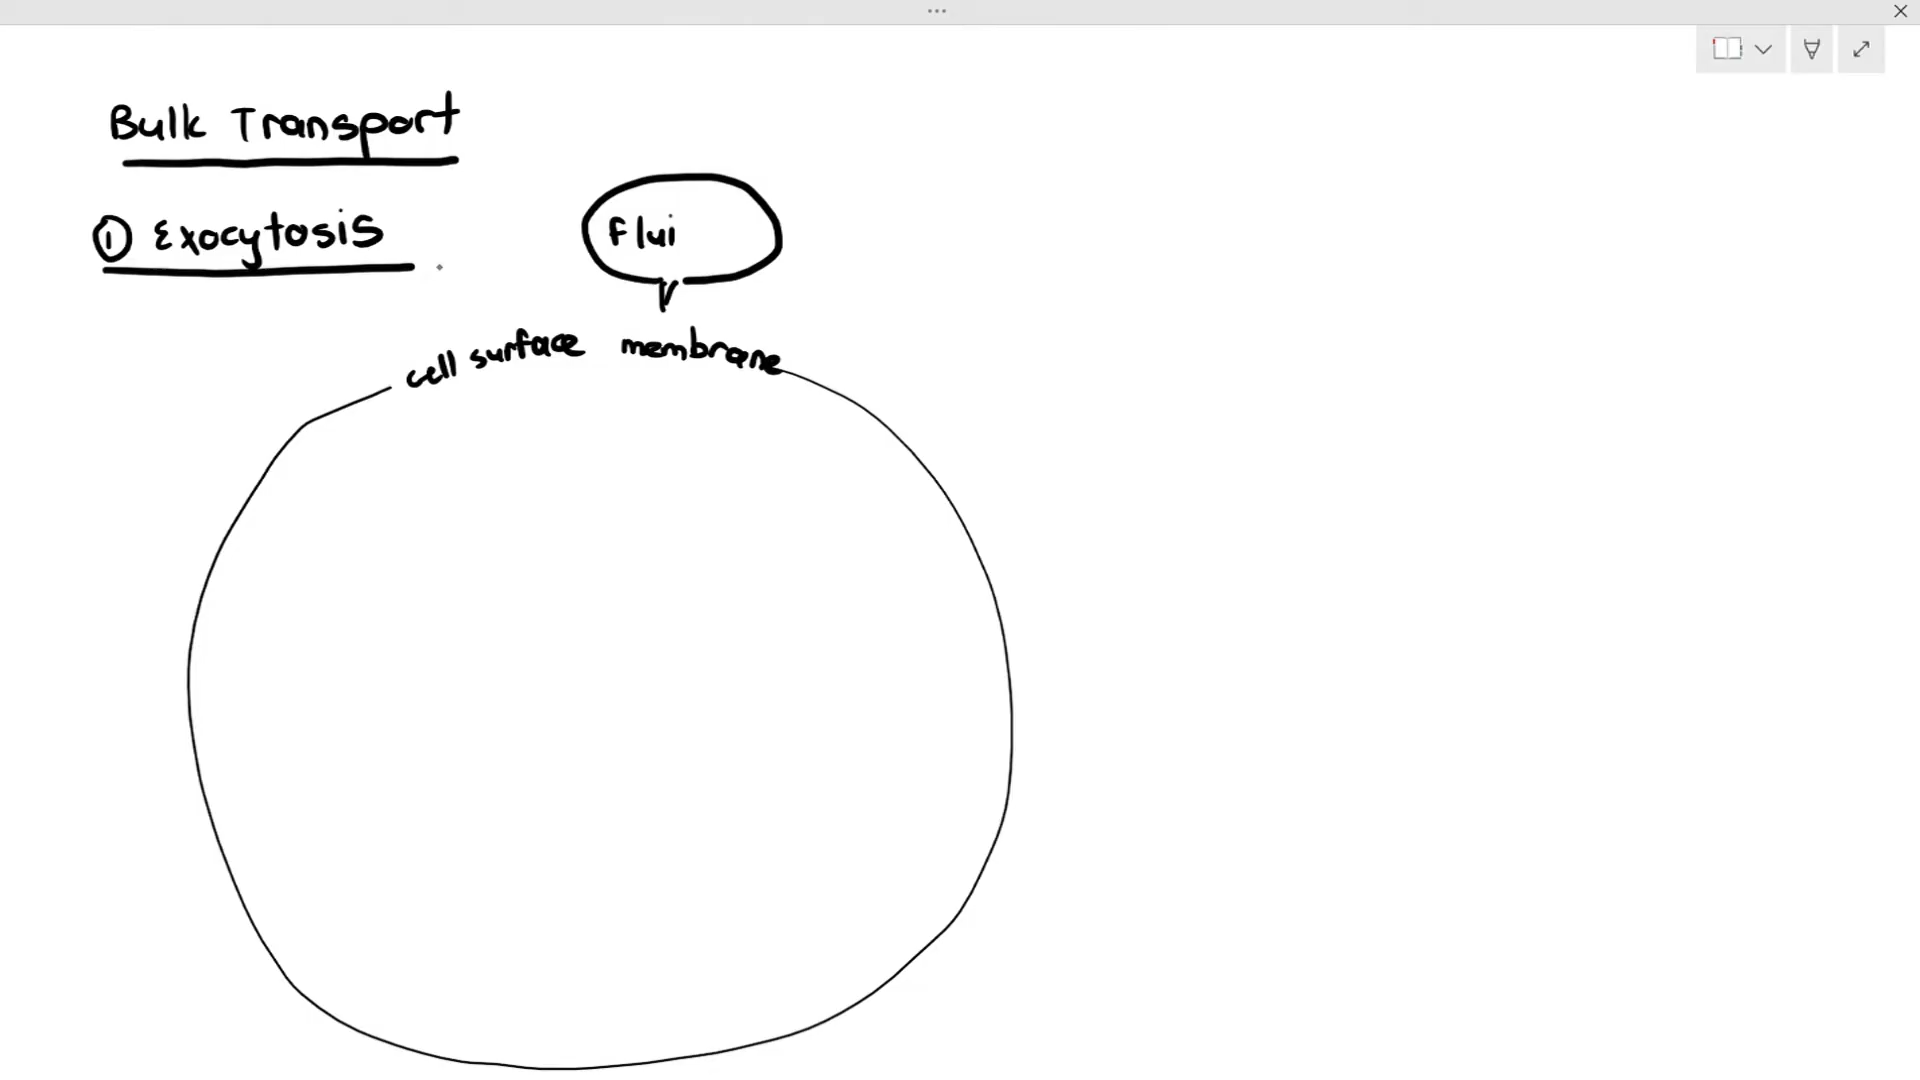 Bulk Transport
① Exocytosis
Flui
cell surface membrane